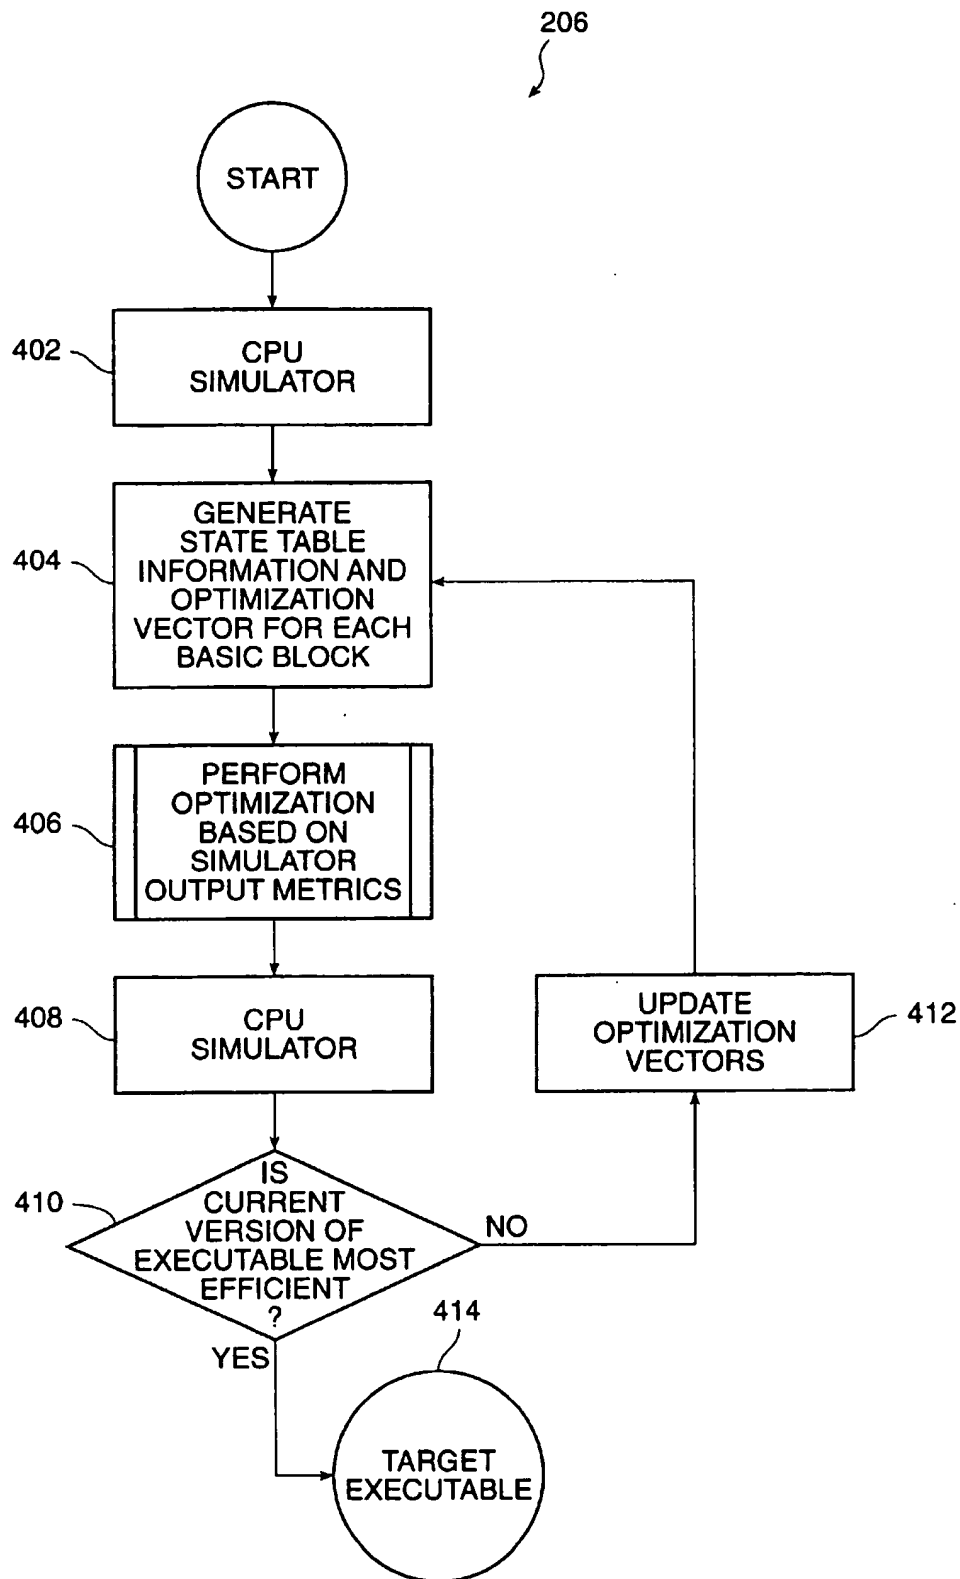 206
START
402
CPU
SIMULATOR
404
GENERATE
STATE TABLE
INFORMATION AND
OPTIMIZATION
VECTOR FOR EACH
BASIC BLOCK
406
PERFORM
OPTIMIZATION
BASED ON
SIMULATOR
OUTPUT METRICS
408
CPU
SIMULATOR
UPDATE
OPTIMIZATION
VECTORS
412
410
IS
CURRENT
VERSION OF
EXECUTABLE MOST
EFFICIENT
?
NO
YES
414
TARGET
EXECUTABLE